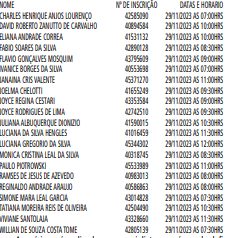 NOME Nº DE INSCRIÇÃO DATAS E HORARIO
CHARLES HENRIQUE ANJOS LOURENÇO 42585090 29/11/2023 AS 07:00HRS
DAVID ROBERTO ZANUTTO DE CARVALHO 40894584 29/11/2023 AS 10:00HRS
ELIANA ANDRADE CORREA 41531132 29/11/2023 AS 10:00HRS
FABIO SOARES DA SILVA 42890128 29/11/2023 AS 08:30HRS
FLAVIO GONÇALVES MOSQUIM 43795609 29/11/2023 AS 09:00HRS
IVANICE BORGES DA SILVA 40553698 29/11/2023 AS 07:00HRS
JANAINA CRIS VALENTE 45371270 29/11/2023 AS 11:00HRS
JOELMA CHELOTTI 41655249 29/11/2023 AS 09:30HRS
JOYCE REGINA CESTARI 43353584 29/11/2023 AS 09:00HRS
JOYCE RODRIGUES DE LIMA 42742510 29/11/2023 AS 09:30HRS
JULIANA ALBUQUERQUE DIONIZIO 41590015 29/11/2023 AS 10:30HRS
LUCIANA DA SILVA HENGLES 41016459 29/11/2023 AS 11:30HRS
LUCIANA GREGORIO DA SILVA 45344302 29/11/2023 AS 12:00HRS
MONICA CRISTINA LEAL DA SILVA 40318745 29/11/2023 AS 08:30HRS
PAULO PIOTROWSKI 45533989 29/11/2023 AS 11:00HRS
RAMSES DE JESUS DE AZEVEDO 40983013 29/11/2023 AS 08:00HRS
REGINALDO ANDRADE ARAUJO 40586863 29/11/2023 AS 08:00HRS
SIMONE MARA LEAL GARCIA 43014828 29/11/2023 AS 07:30HRS
TATIANA MOREIRA REIS DE OLIVEIRA 42504490 29/11/2023 AS 10:30HRS
VIVIANE SANTOLAIA 43328660 29/11/2023 AS 11:30HRS
WILLIAN DE SOUZA COSTA TOME 42805139 29/11/2023 AS 07:30HRS